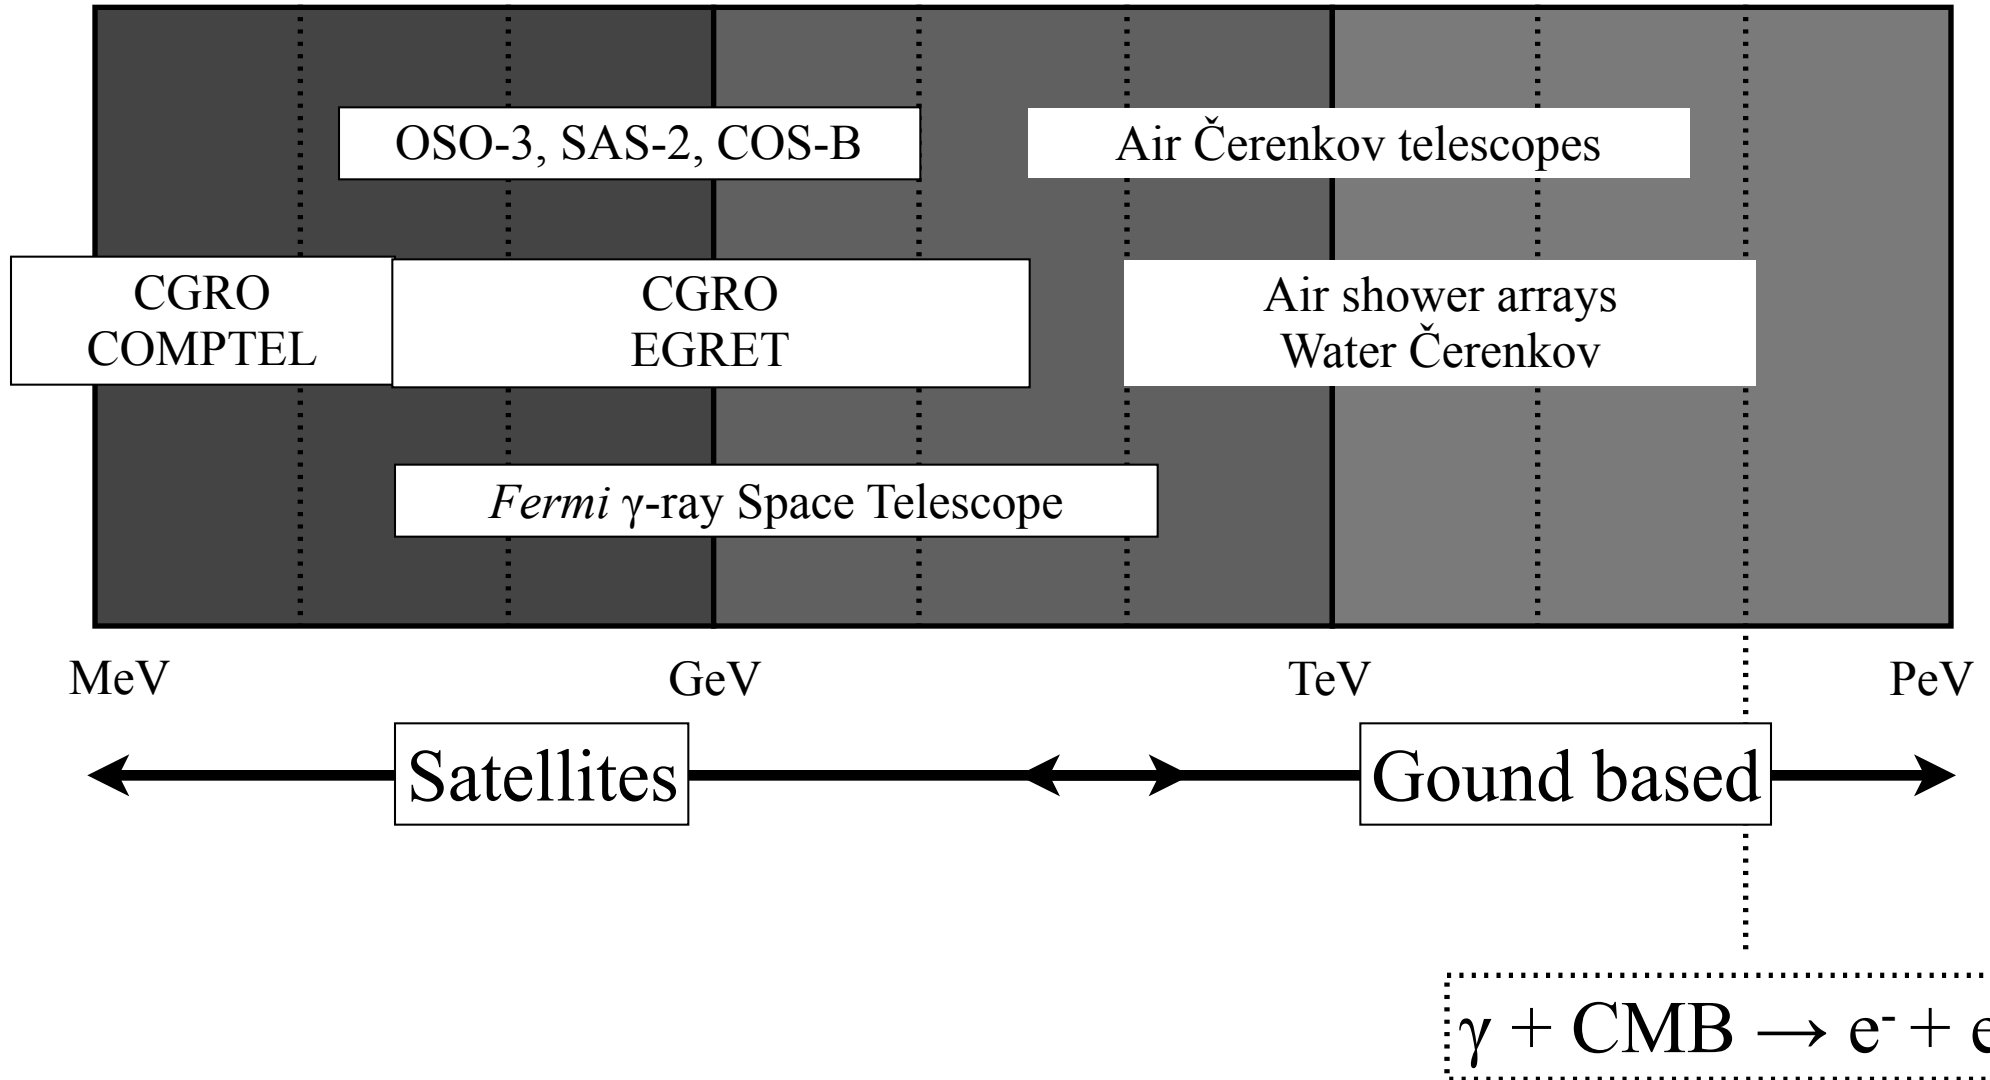 OSO-3, SAS-2, COS-B
Air Čerenkov telescopes
CGRO
COMPTEL
CGRO
EGRET
Air shower arrays
Water Čerenkov
Fermi γ-ray Space Telescope
MeV
GeV
TeV
PeV
Satellites
Gound based
γ + CMB → e⁻ + e